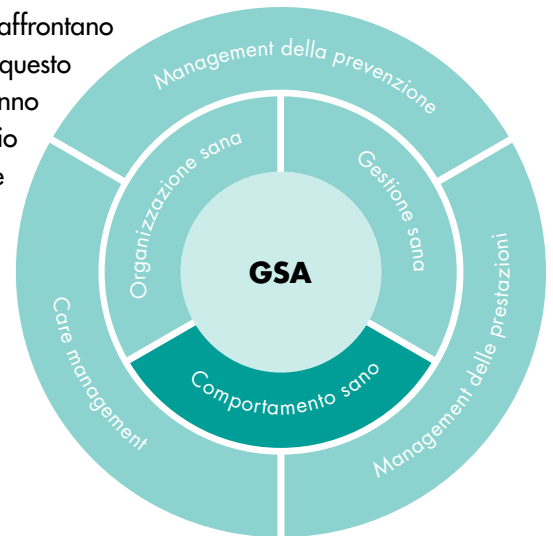 affrontano
questo
nno
io
e
Management della prevenzione
Organizzazione sana
Gestione sana
GSA
Comportamento sano
Care management
Management delle prestazioni